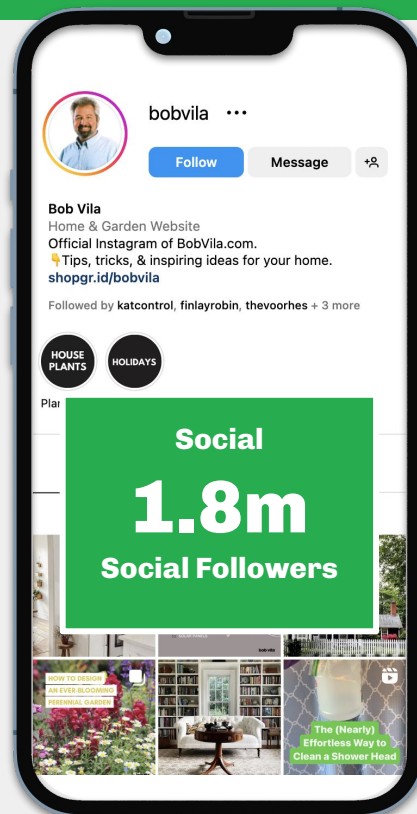 bobvila ...
Follow
Message
Bob Vila
Home & Garden Website
Official Instagram of BobVila.com.
👇Tips, tricks, & inspiring ideas for your home.
shopgr.id/bobvila
Followed by katcontrol, finlayrobin, thevoorhes + 3 more
HOUSE
PLANTS
HOLIDAYS
Social
1.8m
Social Followers
bob vila
HOW TO DESIGN
AN EVER-BLOOMING
PERENNIAL GARDEN
The (Nearly)
Effortless Way to
Clean a Shower Head